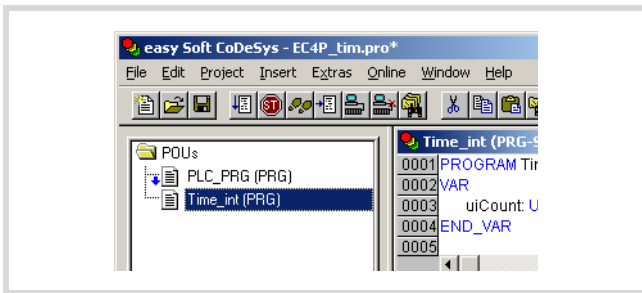 easy Soft CoDeSys - EC4P_tim.pro*
File Edit Project Insert Extras Online Window Help
POUs
PLC_PRG (PRG)
Time_int (PRG)
Time_int (PRG-S
0001 PROGRAM Tir
0002 VAR
0003 uiCount: U
0004 END_VAR
0005